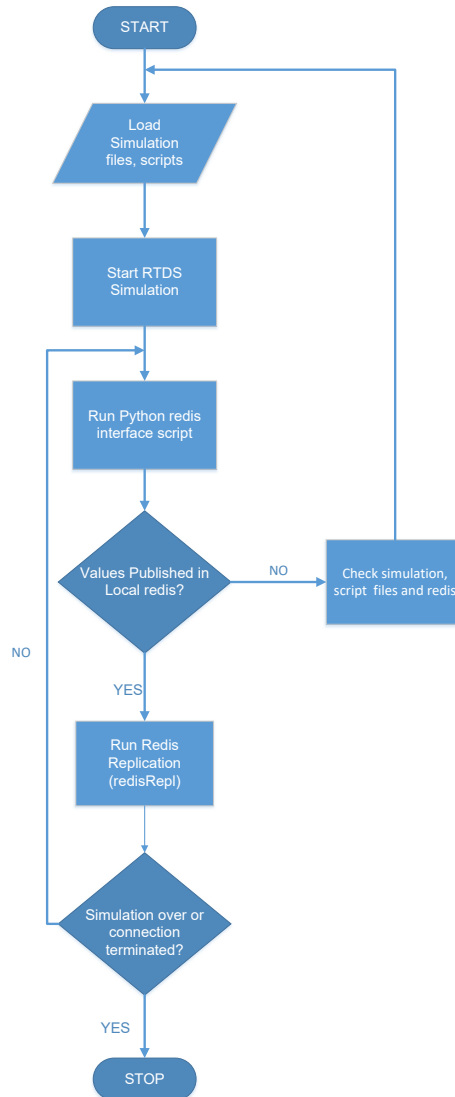 START
Load
Simulation
files, scripts
Start RTDS
Simulation
Run Python redis
interface script
Values Published in
Local redis?
NO
Check simulation,
script files and redis
NO
YES
Run Redis
Replication
(redisRepl)
Simulation over or
connection
terminated?
YES
STOP